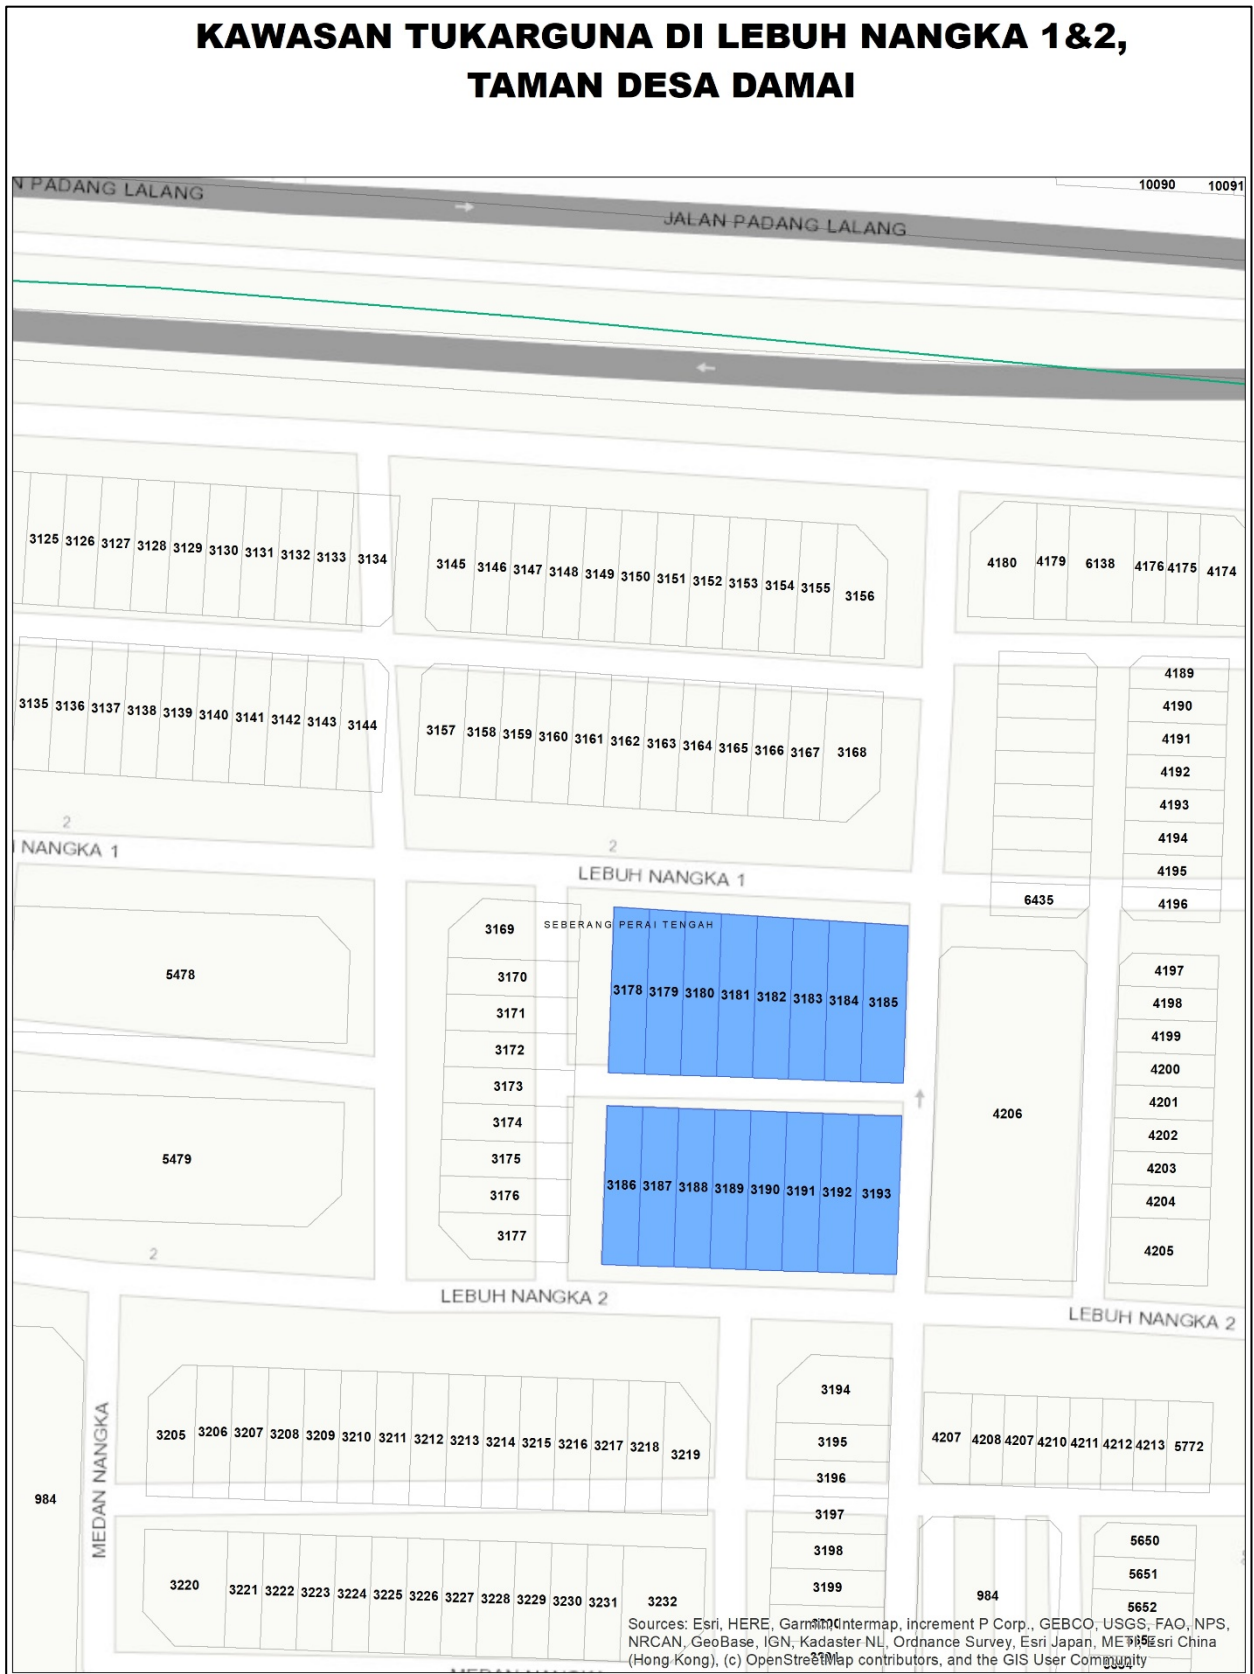 KAWASAN TUKARGUNA DI LEBUH NANGKA 1&2,
TAMAN DESA DAMAI
10090 10091
N PADANG LALANG
JALAN PADANG LALANG
3125 3126 3127 3128 3129 3130 3131 3132 3133 3134
3145 3146 3147 3148 3149 3150 3151 3152 3153 3154 3155 3156
4180 4179 6138 4176 4175 4174
3135 3136 3137 3138 3139 3140 3141 3142 3143 3144
3157 3158 3159 3160 3161 3162 3163 3164 3165 3166 3167 3168
4189
4190
4191
4192
4193
4194
4195
4196
6435
2
NANGKA 1
2
LEBUH NANGKA 1
SEBERANG PERAI TENGAH
5478
3169
3170
3171
3172
3173
3174
3175
3176
3177
3178 3179 3180 3181 3182 3183 3184 3185
3186 3187 3188 3189 3190 3191 3192 3193
4206
4197
4198
4199
4200
4201
4202
4203
4204
4205
5479
2
LEBUH NANGKA 2
LEBUH NANGKA 2
MEDAN NANGKA
984
3205 3206 3207 3208 3209 3210 3211 3212 3213 3214 3215 3216 3217 3218 3219
3194
3195
3196
3197
3198
3199
4207 4208 4207 4210 4211 4212 4213 5772
3220 3221 3222 3223 3224 3225 3226 3227 3228 3229 3230 3231 3232
984
5650
5651
5652
Sources: Esri, HERE, Garmin, Intermap, increment P Corp., GEBCO, USGS, FAO, NPS,
NRCAN, GeoBase, IGN, Kadaster NL, Ordnance Survey, Esri Japan, METI, Esri China
(Hong Kong), (c) OpenStreetMap contributors, and the GIS User Community